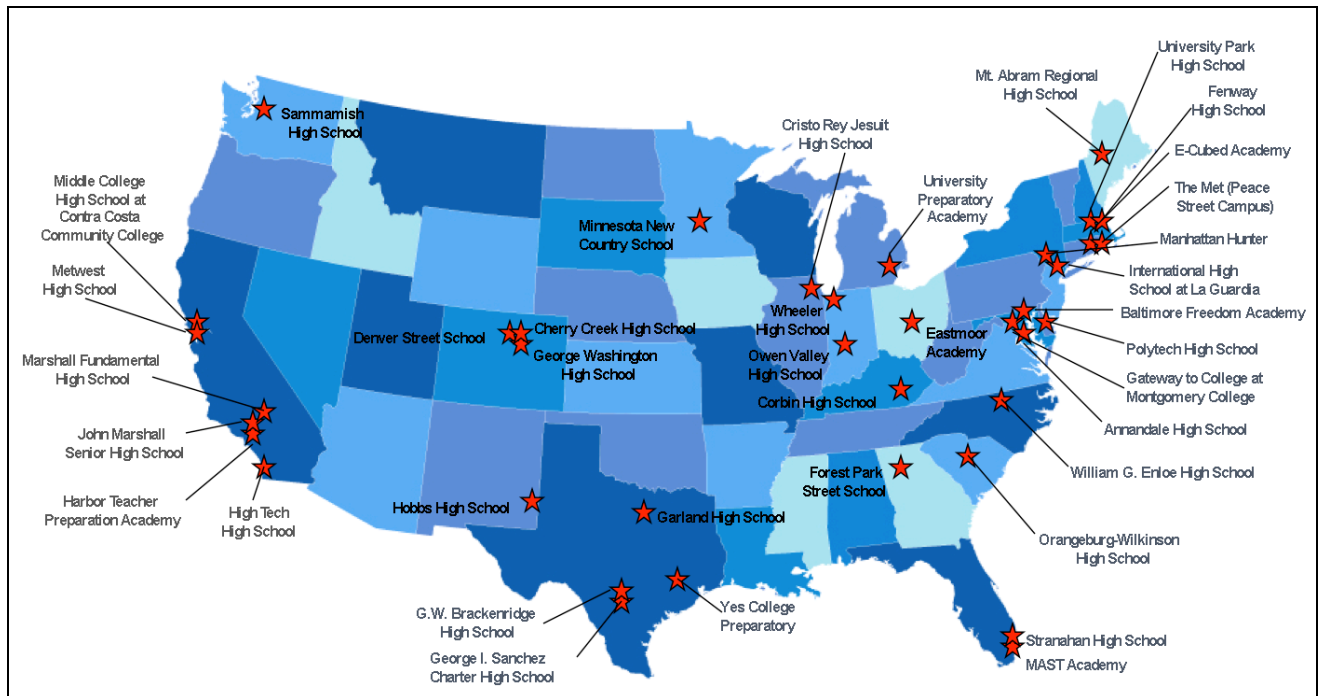 University Park
High School
Mt. Abram Regional
High School
Fenway
High School
Sammamish
High School
Cristo Rey Jesuit
High School
E-Cubed Academy
Middle College
High School at
Contra Costa
Community College
University
Preparatory
Academy
The Met (Peace
Street Campus)
Minnesota New
Country School
Manhattan Hunter
Metwest
High School
International High
School at La Guardia
Wheeler
High School
Baltimore Freedom Academy
Denver Street School
Cherry Creek High School
Eastmoor
Academy
George Washington
High School
Owen Valley
High School
Polytech High School
Marshall Fundamental
High School
Gateway to College at
Montgomery College
Corbin High School
Annandale High School
John Marshall
Senior High School
William G. Enloe High School
Forest Park
Street School
Harbor Teacher
Preparation Academy
High Tech
High School
Hobbs High School
Garland High School
Orangeburg-Wilkinson
High School
G.W. Brackenridge
High School
Yes College
Preparatory
George I. Sanchez
Charter High School
Stranahan High School
MAST Academy